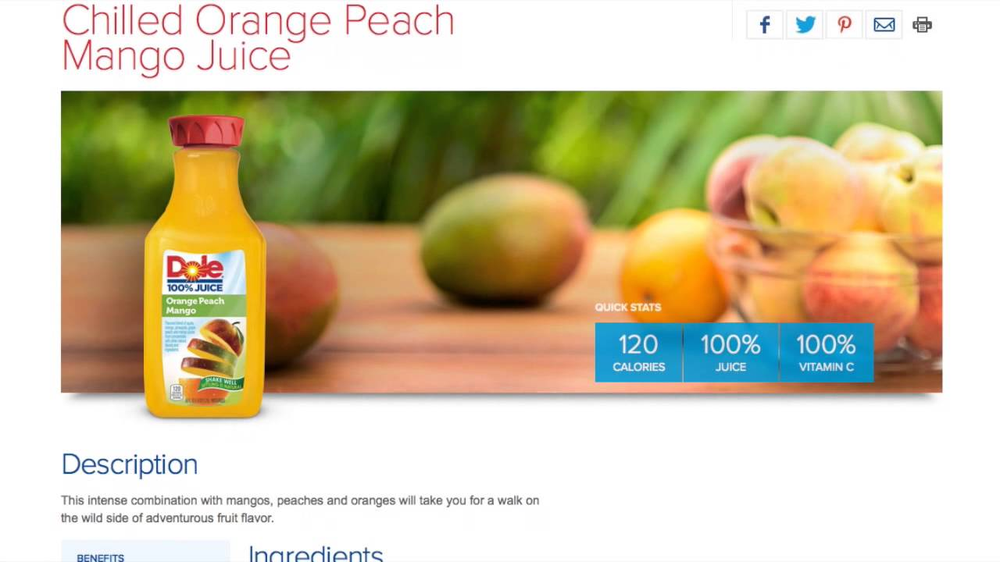 Chilled Orange Peach
Mango Juice
Dole
100% JUICE
Orange Peach
Mango
SHAKE WELL
QUICK STATS
120
CALORIES
100%
JUICE
100%
VITAMIN C
Description
This intense combination with mangos, peaches and oranges will take you for a walk on
the wild side of adventurous fruit flavor.
BENEFITS
Ingredients